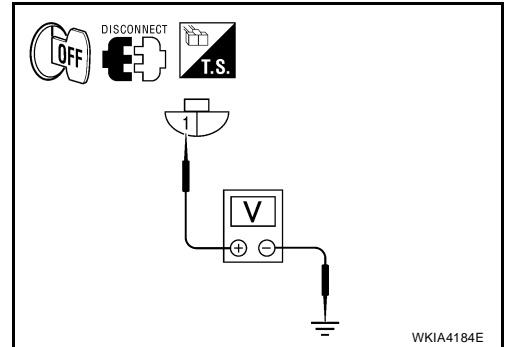 OFF
DISCONNECT
T.S.
1
V
+ −
WKIA4184E